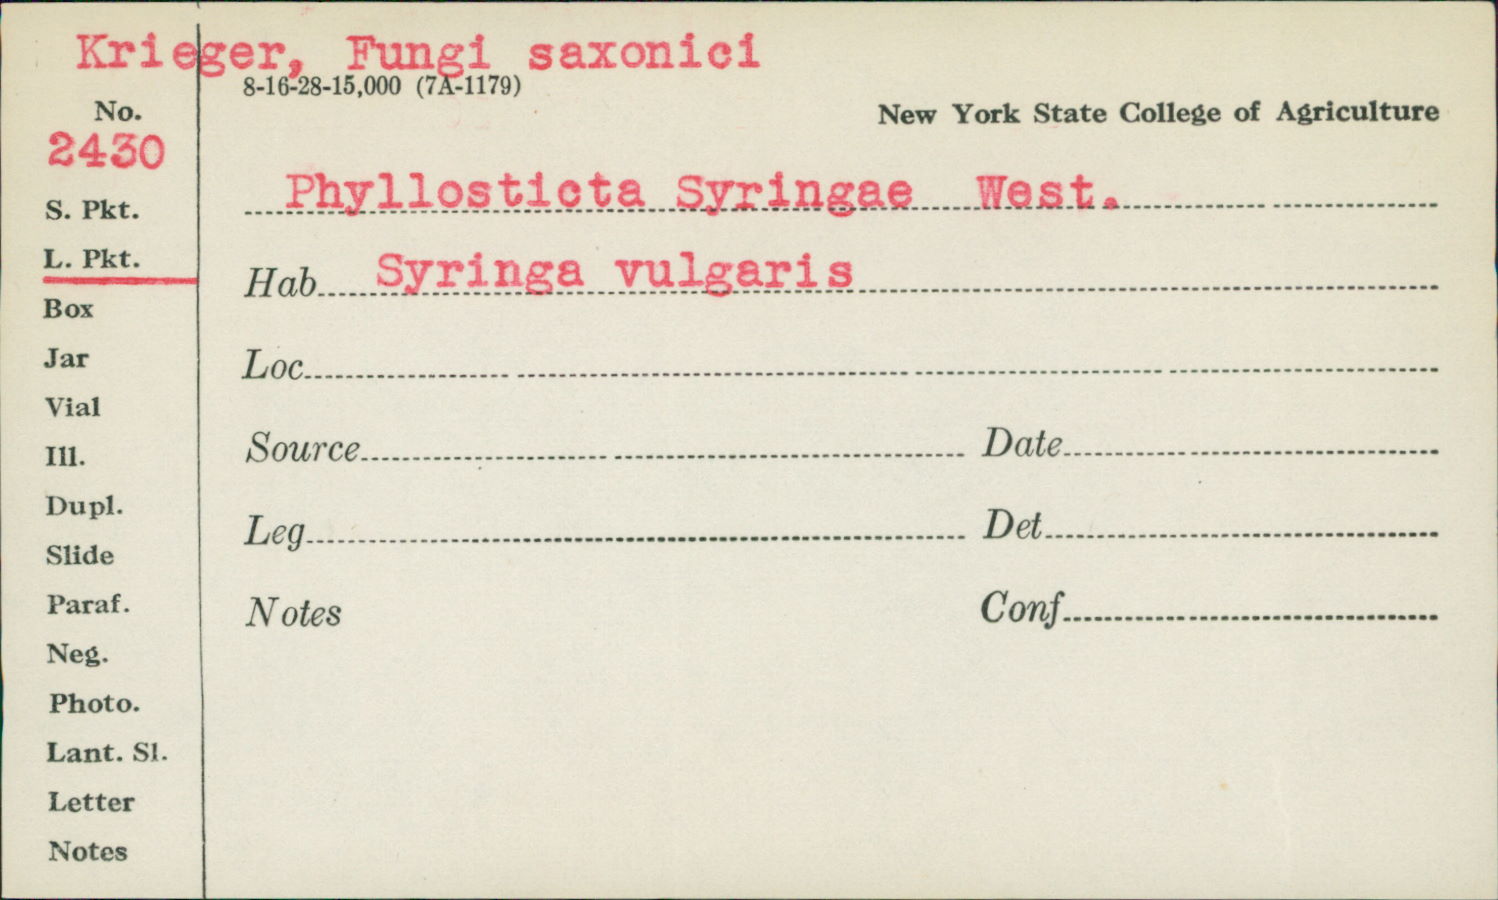 Krieger, Fungi saxonici
8-16-28-15,000 (7A-1179)
New York State College of Agriculture
No.
2430
Phyllosticta Syringae West.
S. Pkt.
L. Pkt.
Hab. Syringa vulgaris
Box
Jar
Loc.
Vial
Ill.
Source
Date
Dupl.
Slide
Leg.
Det.
Paraf.
Notes
Conf.
Neg.
Photo.
Lant. Sl.
Letter
Notes